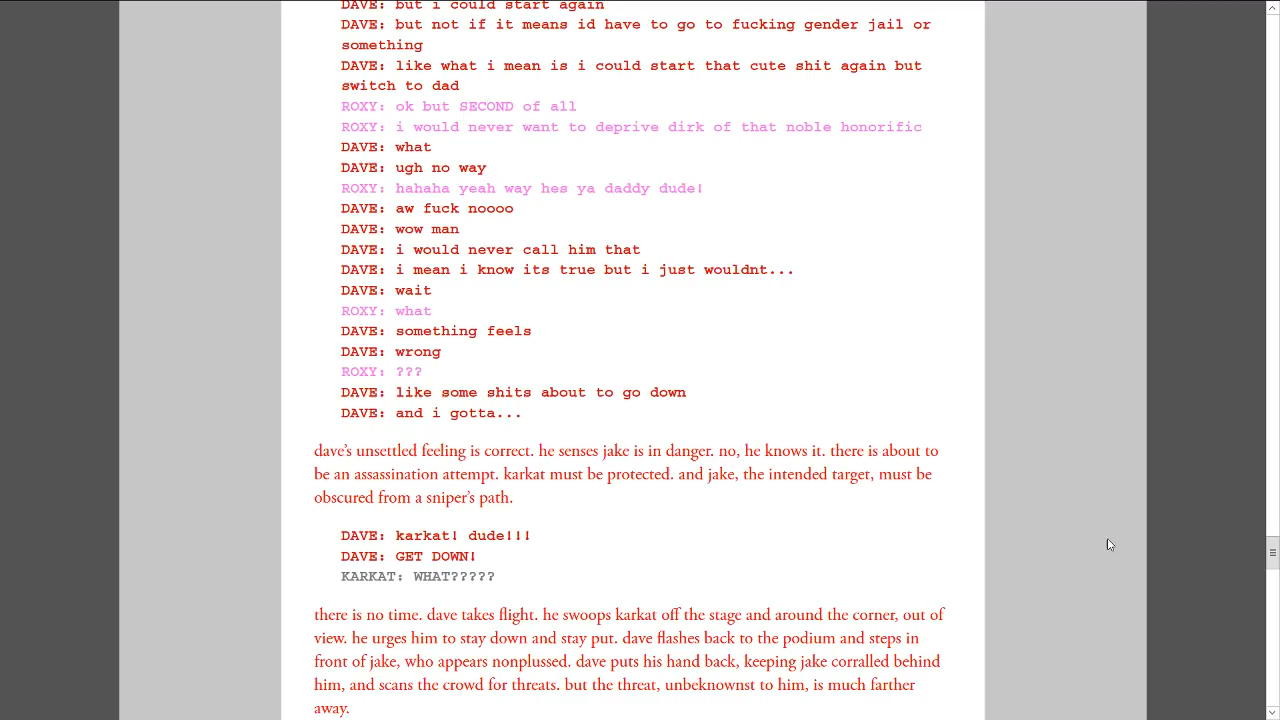 DAVE: but i could start again
DAVE: but not if it means id have to go to fucking gender jail or
something
DAVE: like what i mean is i could start that cute shit again but
switch to dad
ROXY: ok but SECOND of all
ROXY: i would never want to deprive dirk of that noble honorific
DAVE: what
DAVE: ugh no way
ROXY: hahaha yeah way hes ya daddy dude!
DAVE: aw fuck noooo
DAVE: wow man
DAVE: i would never call him that
DAVE: i mean i know its true but i just wouldnt...
DAVE: wait
ROXY: what
DAVE: something feels
DAVE: wrong
ROXY: ???
DAVE: like some shits about to go down
DAVE: and i gotta...
dave’s unsettled feeling is correct. he senses jake is in danger. no, he knows it. there is about to
be an assassination attempt. karkat must be protected. and jake, the intended target, must be
obscured from a sniper’s path.
DAVE: karkat! dude!!!
DAVE: GET DOWN!
KARKAT: WHAT?????
there is no time. dave takes flight. he swoops karkat off the stage and around the corner, out of
view. he urges him to stay down and stay put. dave flashes back to the podium and steps in
front of jake, who appears nonplussed. dave puts his hand back, keeping jake corralled behind
him, and scans the crowd for threats. but the threat, unbeknownst to him, is much farther
away.